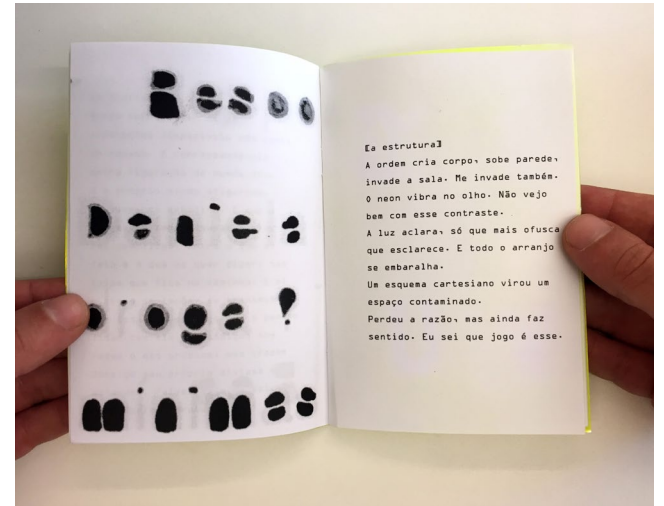 [a estrutura]
A ordem cria corpo, sobe parede,
invade a sala. Me invade também.
O neon vibra no olho. Não vejo
bem com esse contraste.
A luz aclara, só que mais ofusca
que esclarece. E todo o arranjo
se embaralha.
Um esquema cartesiano virou um
espaço contaminado.
Perdeu a razão, mas ainda faz
sentido. Eu sei que jogo é esse.